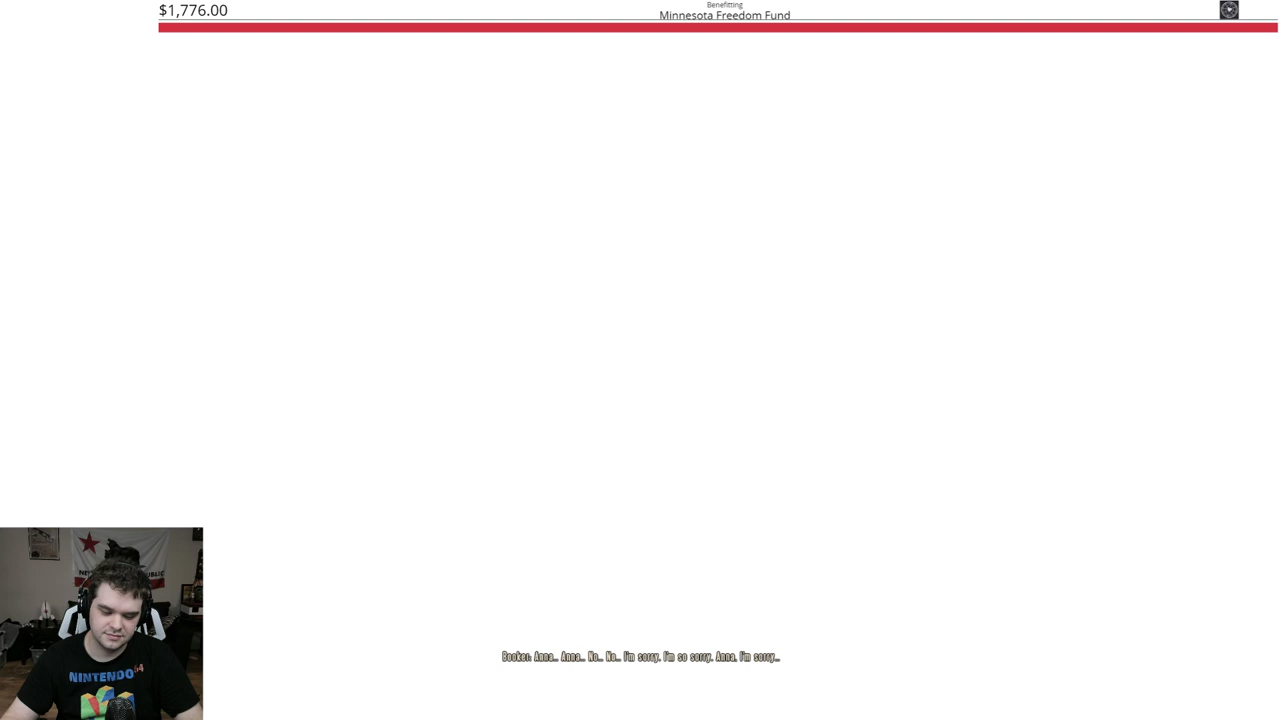 $1,776.00
Benefitting
Minnesota Freedom Fund
NINTENDO64
Booker: Anna... Anna... No... No... I'm sorry. I'm so sorry. Anna. I'm sorry...